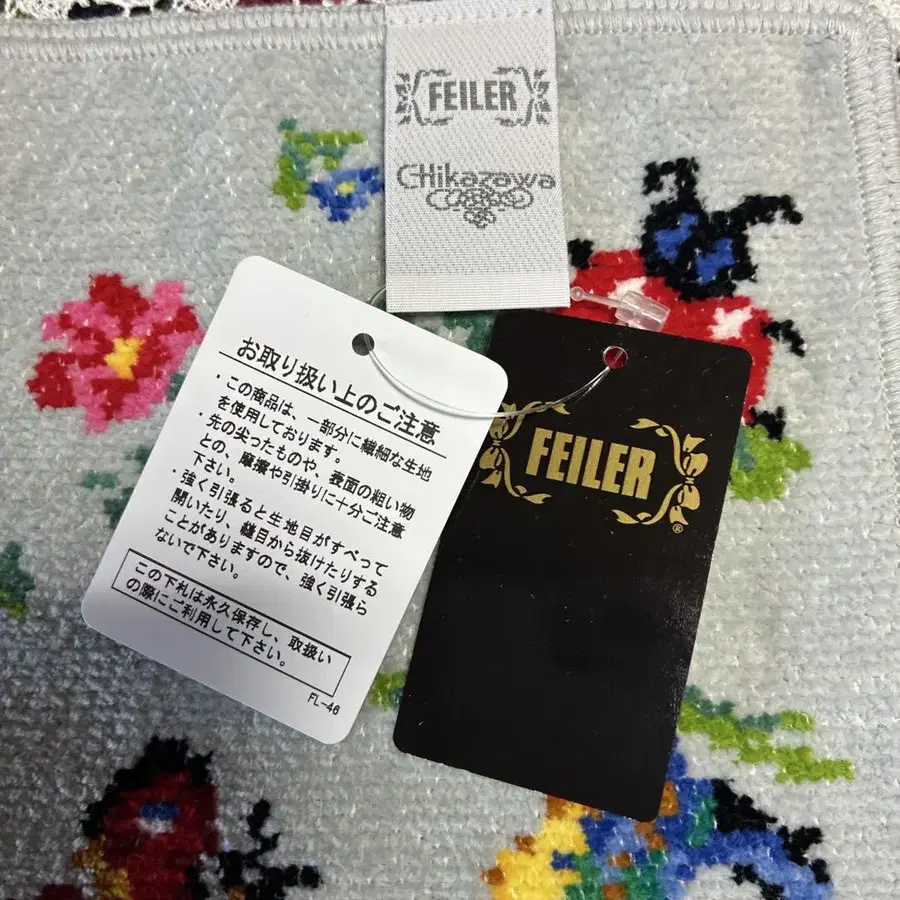 FEILER
CHikazawa
お取り扱い上のご注意
・この商品は、一部分に繊細な生地
を使用しております。
・先の尖ったものや、表面の粗い物
との、摩擦や引掛りに十分ご注意
下さい。
・強く引張ると生地目がすべって
開いたり、縫目から抜けたりする
ことがありますので、強く引張ら
ないで下さい。
この下札は永久保存し、取扱い
の際にご利用して下さい。
FL-46
FEILER
®